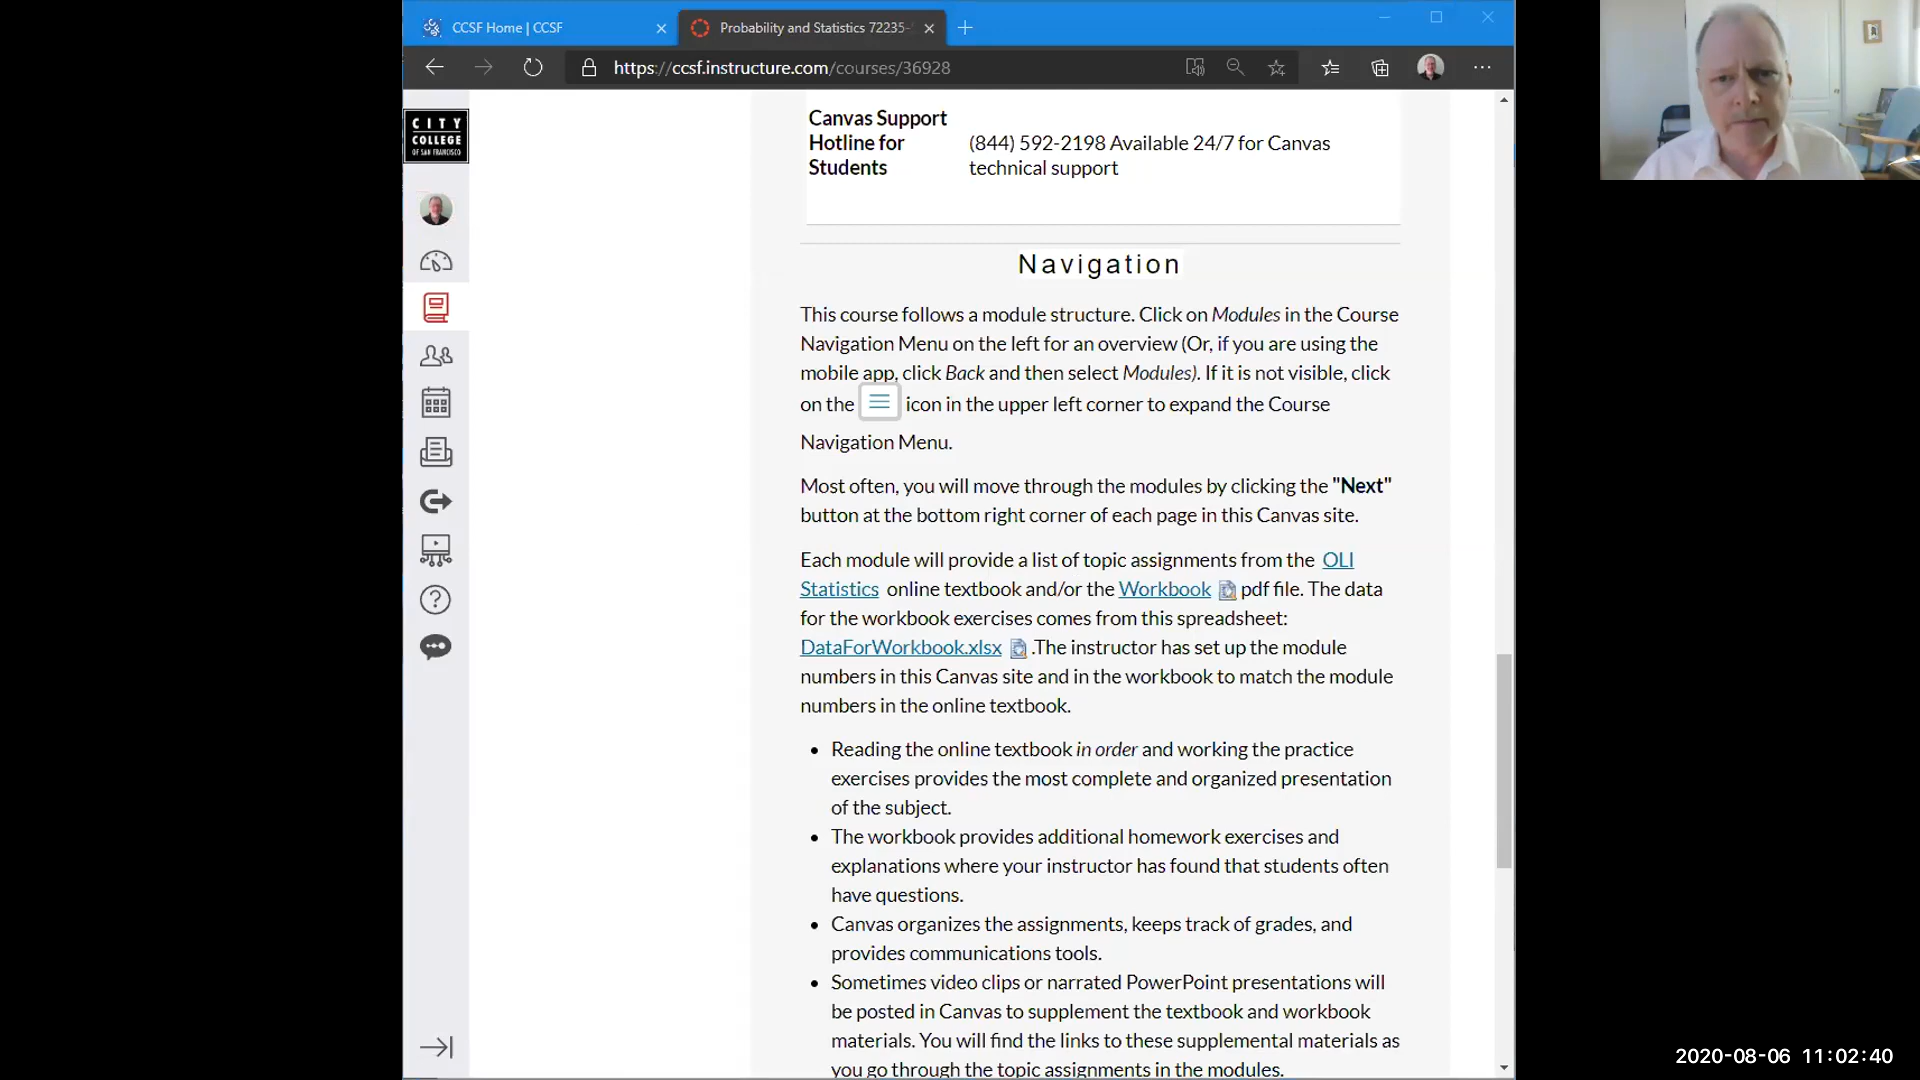 CCSF Home | CCSF
Probability and Statistics 72235-
https://ccsf.instructure.com/courses/36928
CITY
COLLEGE
OF SAN FRANCISCO
Canvas Support
Hotline for
Students
(844) 592-2198 Available 24/7 for Canvas
technical support
Navigation
This course follows a module structure. Click on Modules in the Course
Navigation Menu on the left for an overview (Or, if you are using the
mobile app, click Back and then select Modules). If it is not visible, click
on the icon in the upper left corner to expand the Course
Navigation Menu.
Most often, you will move through the modules by clicking the "Next"
button at the bottom right corner of each page in this Canvas site.
Each module will provide a list of topic assignments from the OLI
Statistics online textbook and/or the Workbook pdf file. The data
for the workbook exercises comes from this spreadsheet:
DataForWorkbook.xlsx .The instructor has set up the module
numbers in this Canvas site and in the workbook to match the module
numbers in the online textbook.
• Reading the online textbook in order and working the practice
exercises provides the most complete and organized presentation
of the subject.
• The workbook provides additional homework exercises and
explanations where your instructor has found that students often
have questions.
• Canvas organizes the assignments, keeps track of grades, and
provides communications tools.
• Sometimes video clips or narrated PowerPoint presentations will
be posted in Canvas to supplement the textbook and workbook
materials. You will find the links to these supplemental materials as
you go through the topic assignments in the modules.
2020-08-06 11:02:40